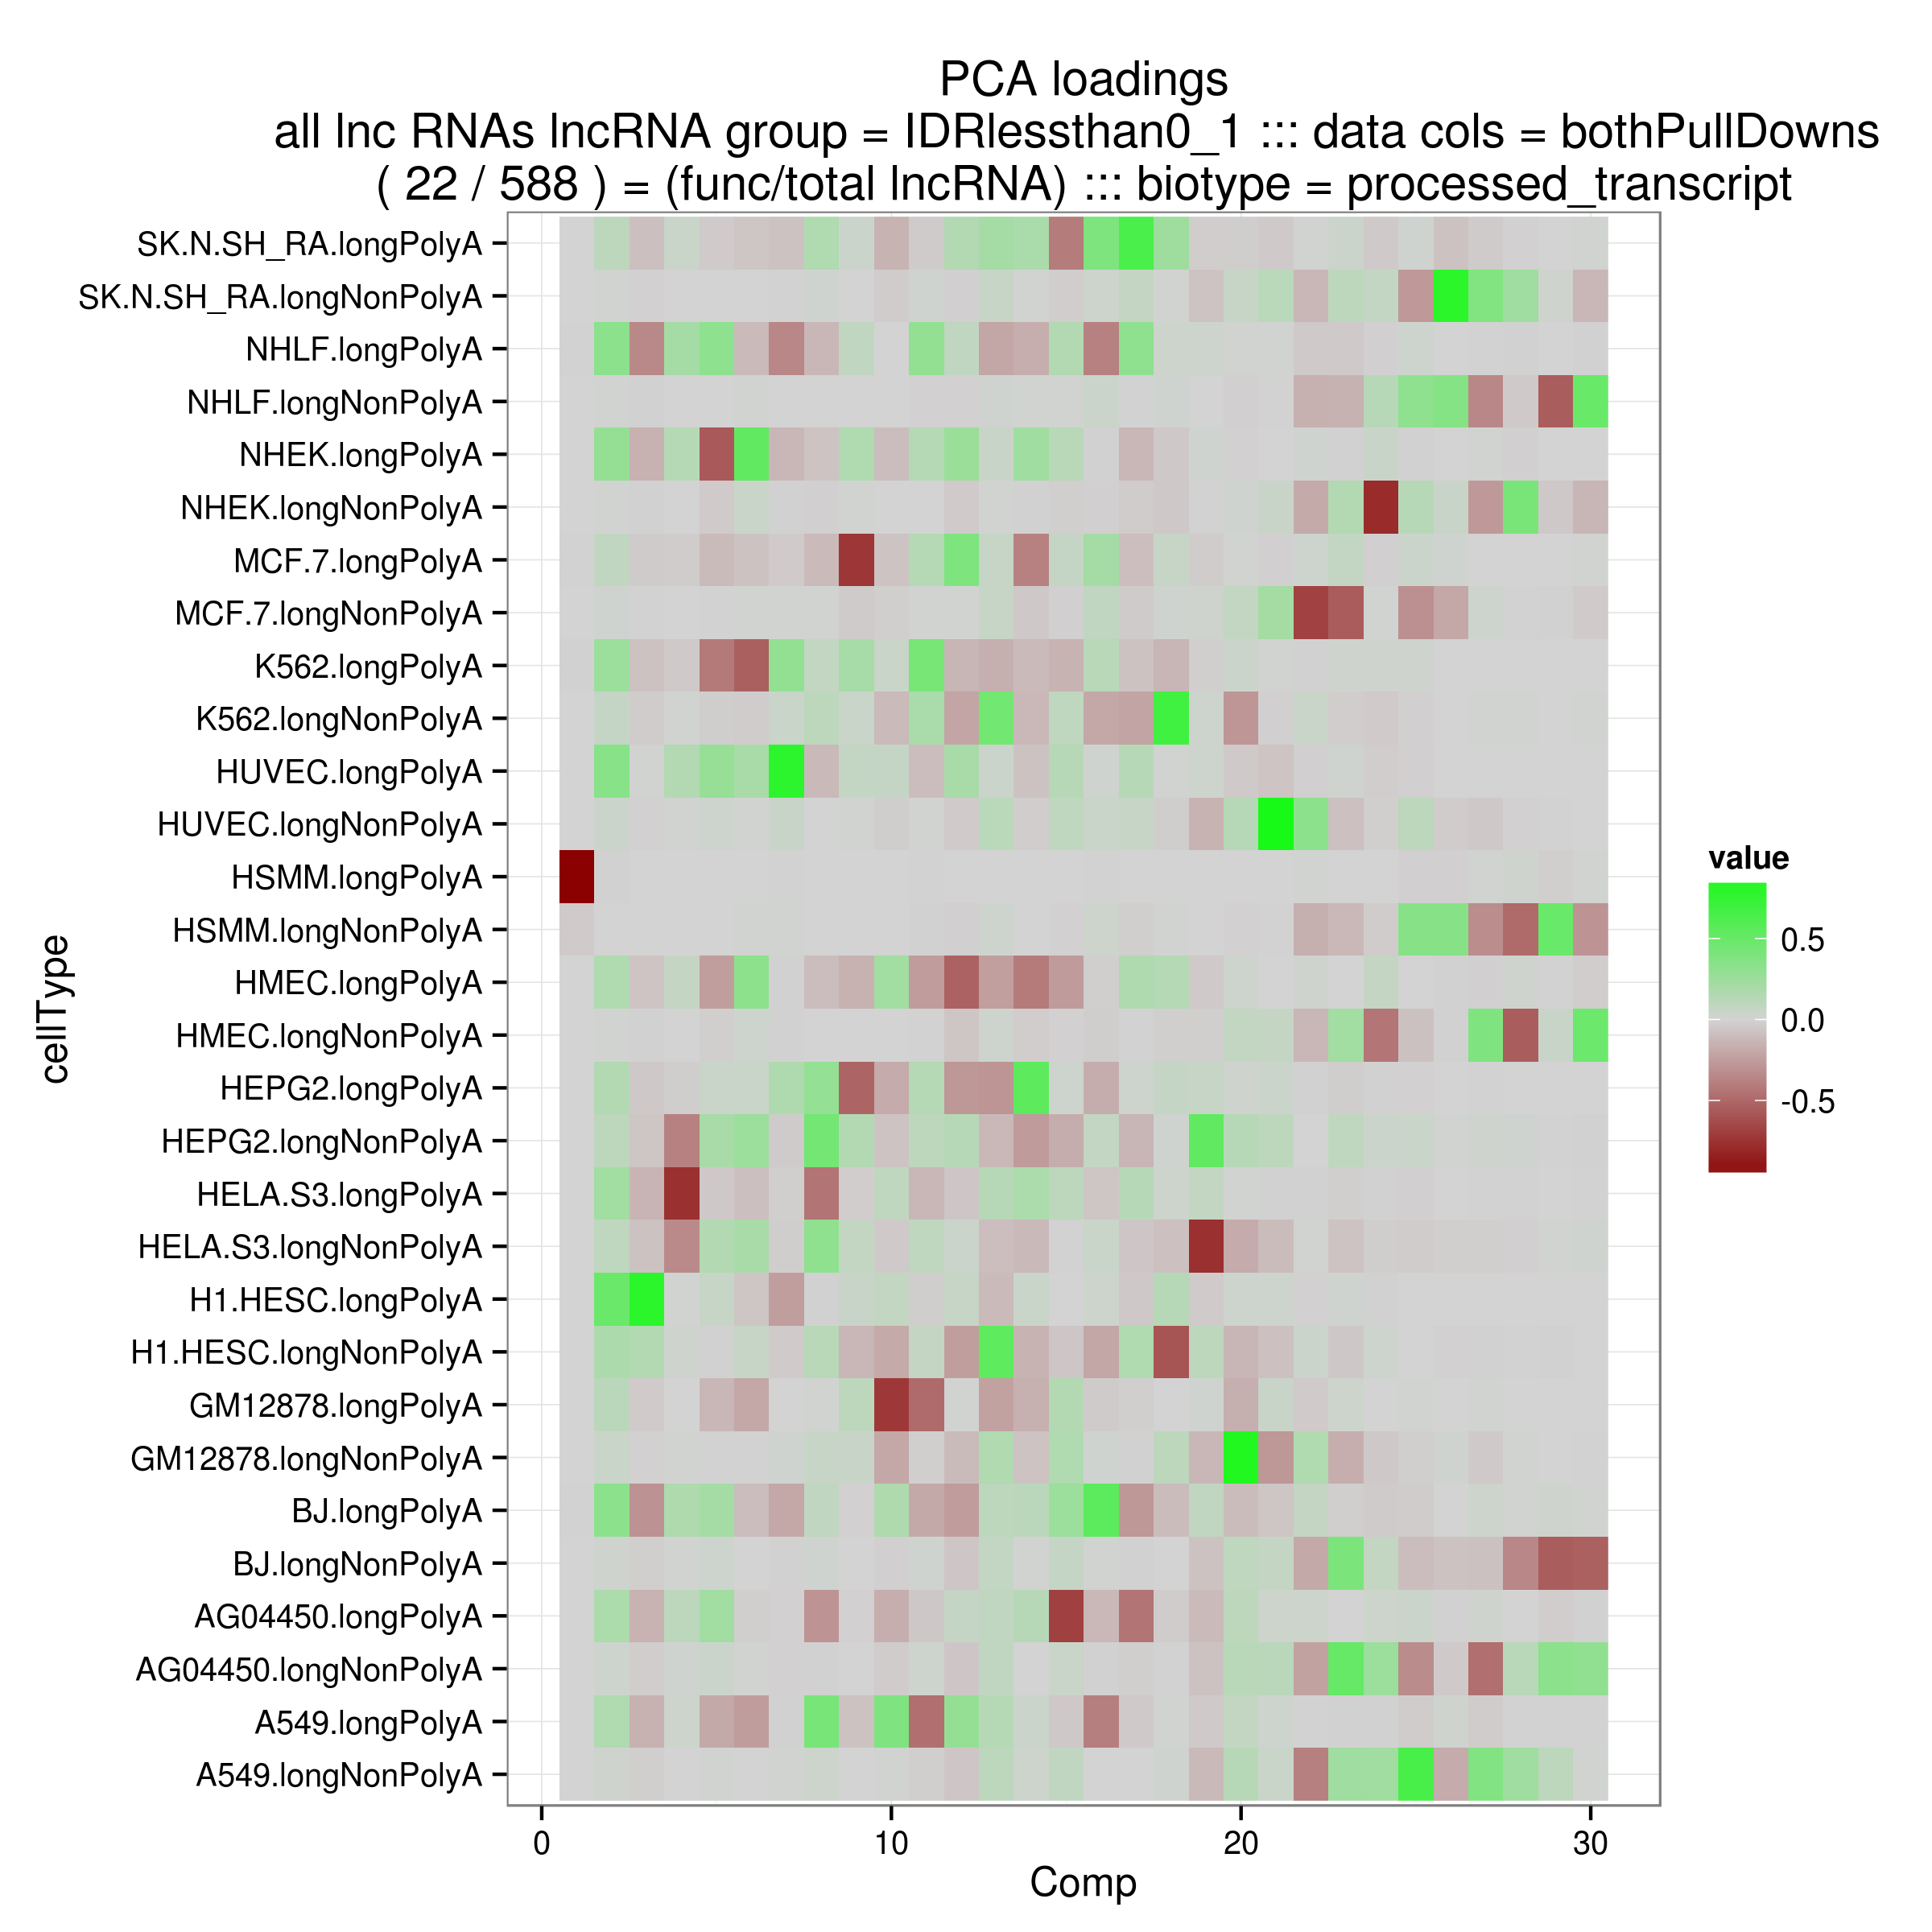 PCA loadings
all lnc RNAs lncRNA group = IDRlessthan0_1 ::: data cols = bothPullDowns
( 22 / 588 ) = (func/total lncRNA) ::: biotype = processed_transcript
SK.N.SH_RA.longPolyA
SK.N.SH_RA.longNonPolyA
NHLF.longPolyA
NHLF.longNonPolyA
NHEK.longPolyA
NHEK.longNonPolyA
MCF.7.longPolyA
MCF.7.longNonPolyA
K562.longPolyA
K562.longNonPolyA
HUVEC.longPolyA
HUVEC.longNonPolyA
HSMM.longPolyA
HSMM.longNonPolyA
HMEC.longPolyA
HMEC.longNonPolyA
HEPG2.longPolyA
HEPG2.longNonPolyA
HELA.S3.longPolyA
HELA.S3.longNonPolyA
H1.HESC.longPolyA
H1.HESC.longNonPolyA
GM12878.longPolyA
GM12878.longNonPolyA
BJ.longPolyA
BJ.longNonPolyA
AG04450.longPolyA
AG04450.longNonPolyA
A549.longPolyA
A549.longNonPolyA
cellType
0 10 20 30
Comp
value
0.5
0.0
-0.5